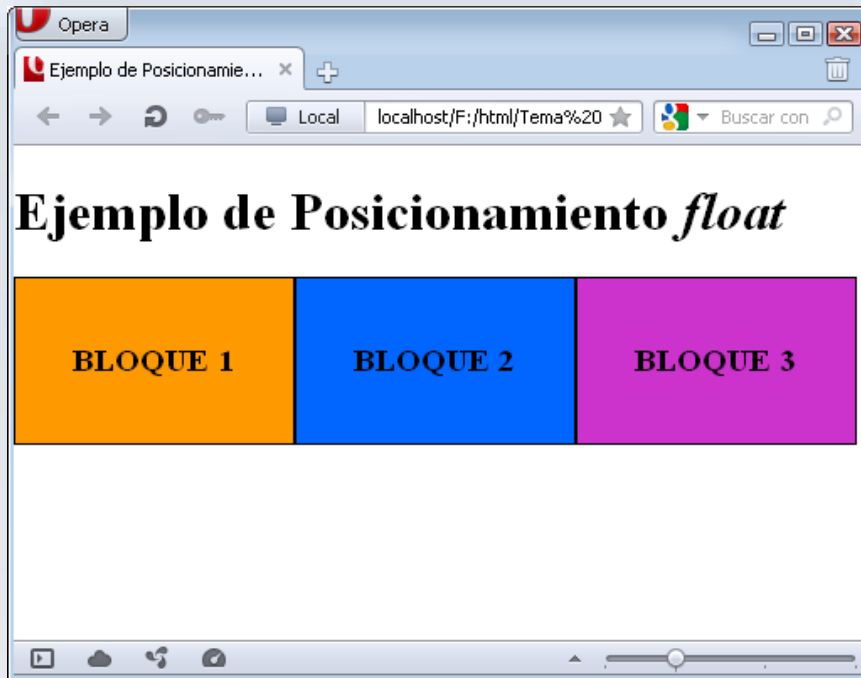 Opera
Ejemplo de Posicionamie...
Local localhost/F:/html/Tema%20 Buscar con
Ejemplo de Posicionamiento float
BLOQUE 1 BLOQUE 2 BLOQUE 3